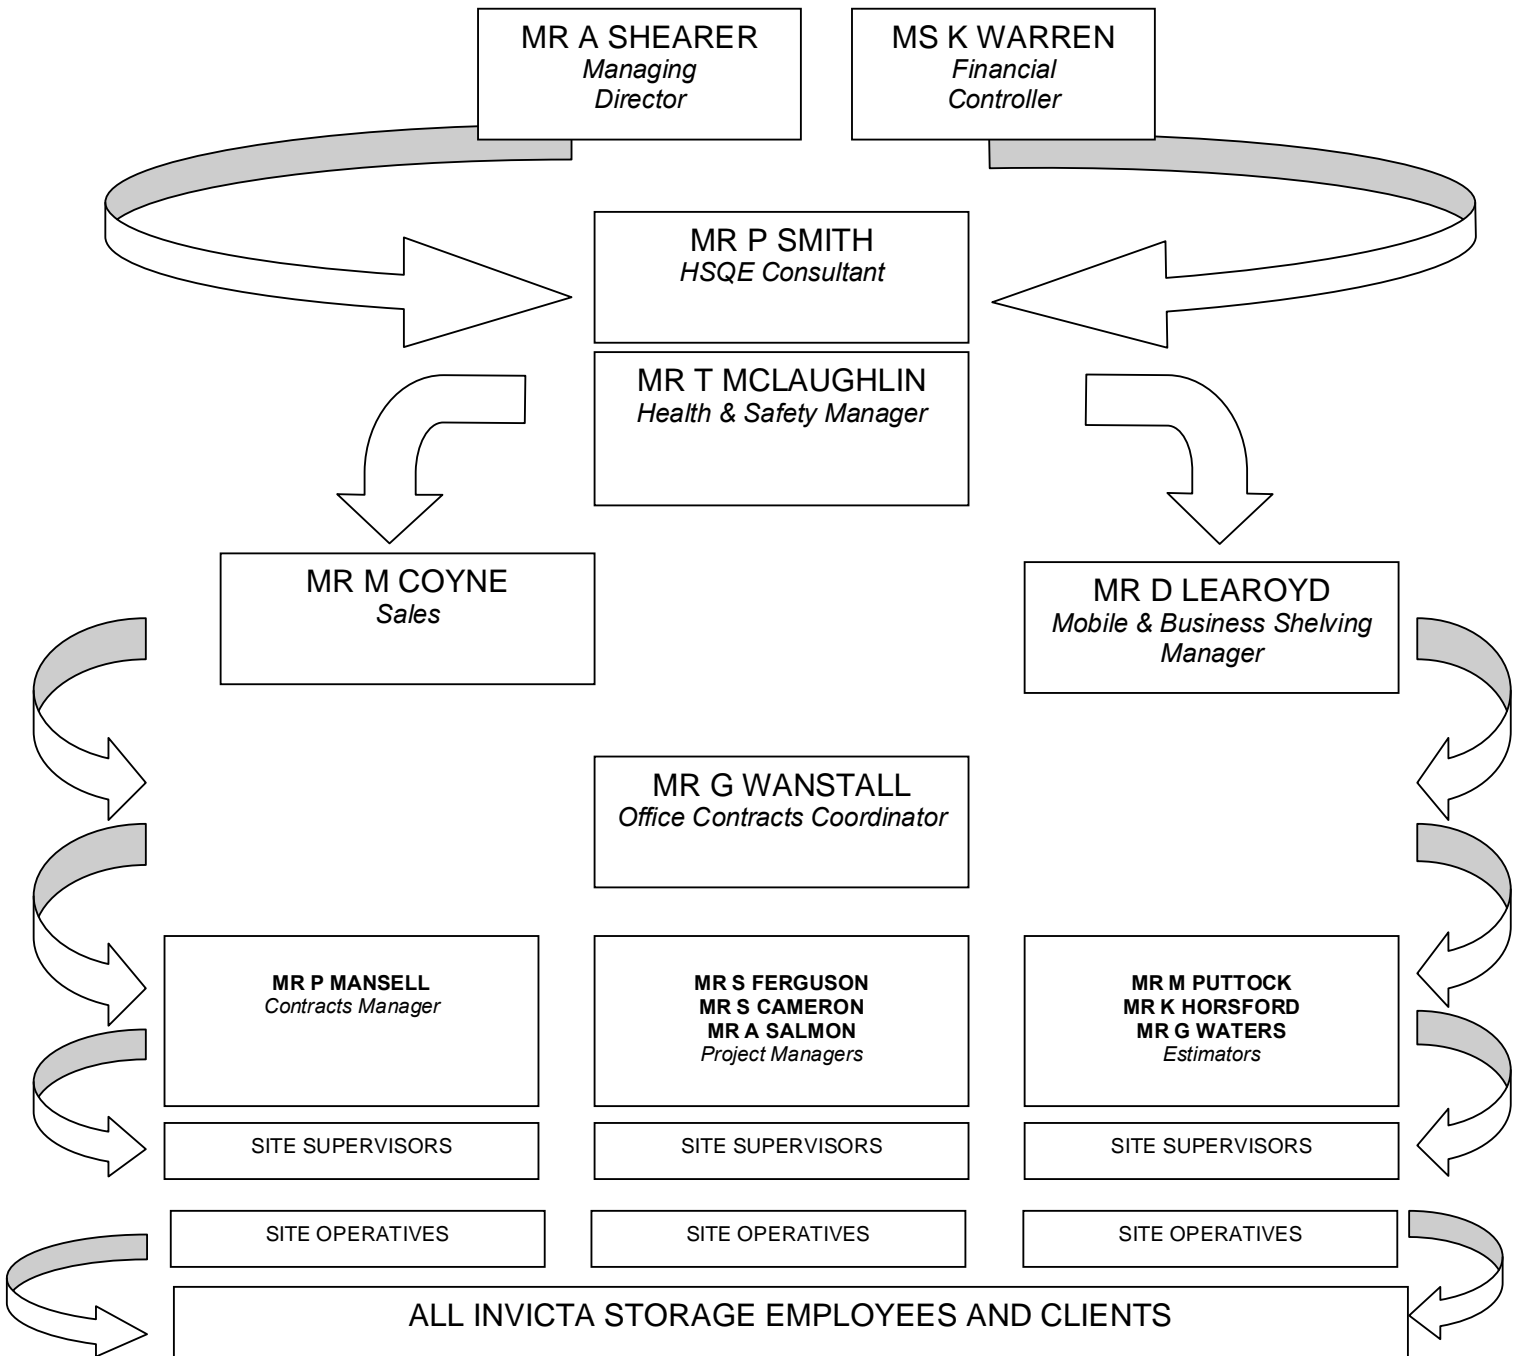 MR A SHEARER
Managing
Director
MS K WARREN
Financial
Controller
MR P SMITH
HSQE Consultant
MR T MCLAUGHLIN
Health & Safety Manager
MR M COYNE
Sales
MR D LEAROYD
Mobile & Business Shelving
Manager
MR G WANSTALL
Office Contracts Coordinator
MR P MANSELL
Contracts Manager
MR S FERGUSON
MR S CAMERON
MR A SALMON
Project Managers
MR M PUTTOCK
MR K HORSFORD
MR G WATERS
Estimators
SITE SUPERVISORS
SITE SUPERVISORS
SITE SUPERVISORS
SITE OPERATIVES
SITE OPERATIVES
SITE OPERATIVES
ALL INVICTA STORAGE EMPLOYEES AND CLIENTS